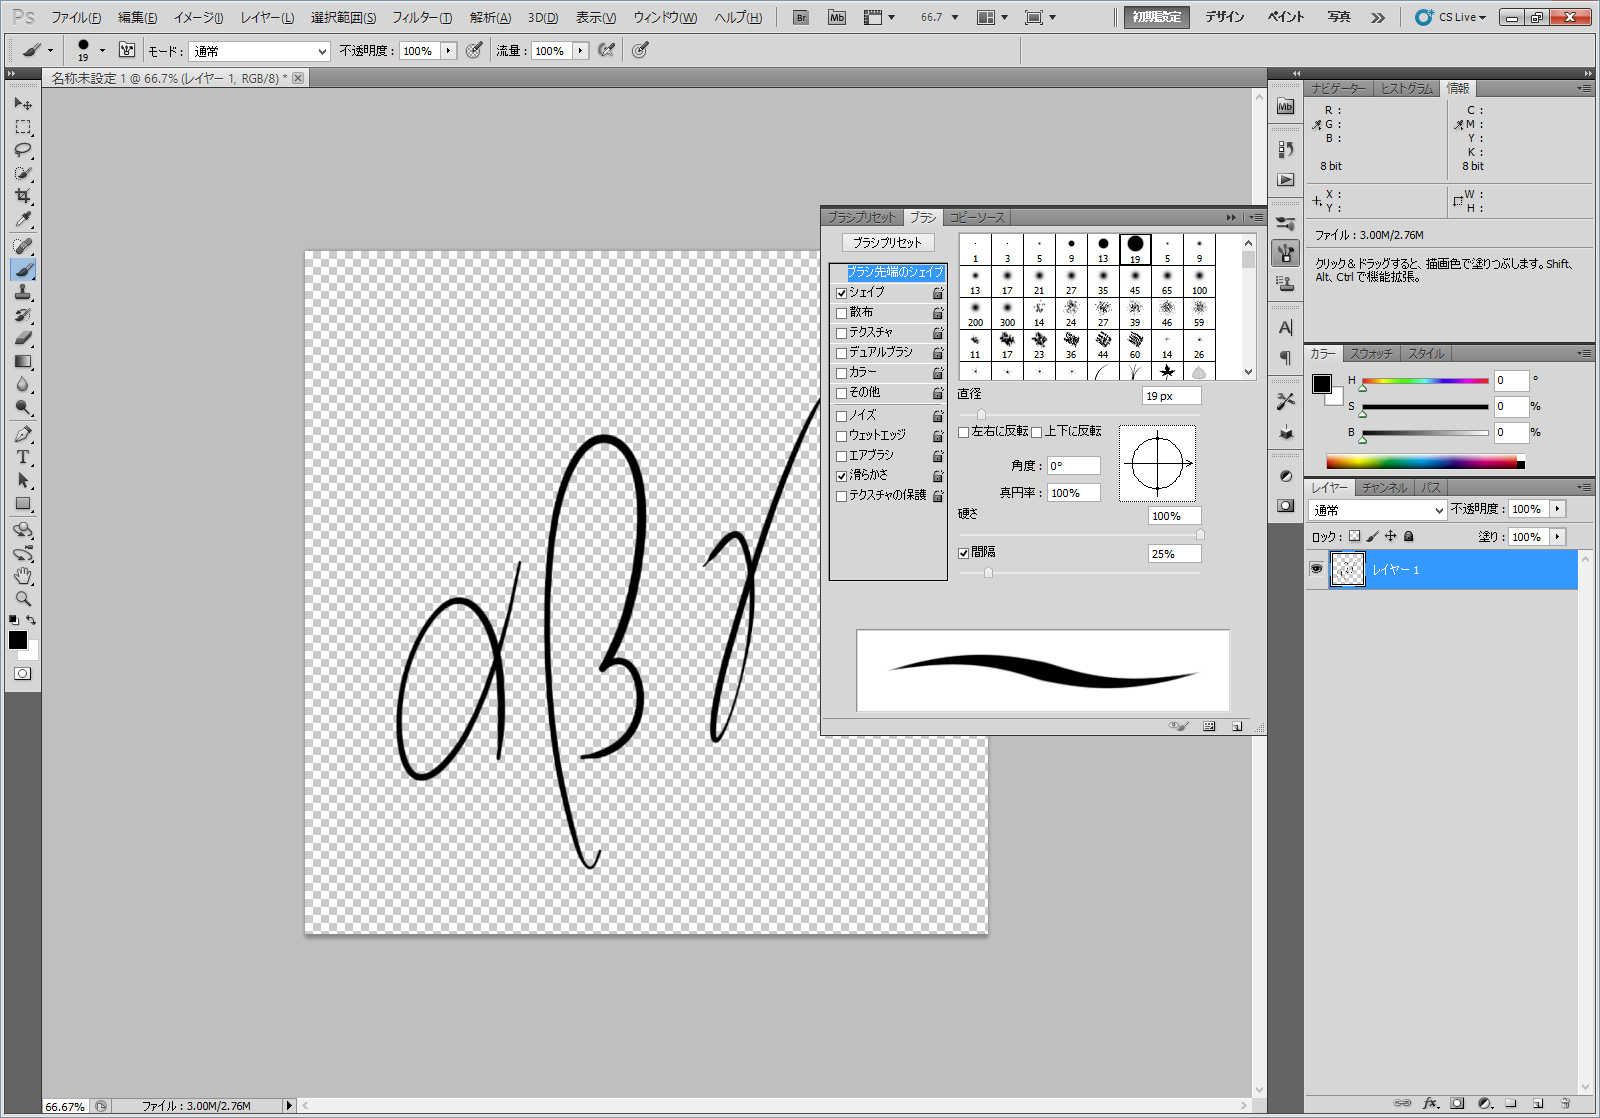 Ps ファイル(F) 編集(E) イメージ(I) レイヤー(L) 選択範囲(S) フィルター(T) 解析(A) 3D(D) 表示(V) ウィンドウ(W) ヘルプ(H) Br Mb 66.7 初期設定 デザイン ペイント 写真 CS Live
19 モード : 通常 不透明度 : 100% 流量 : 100%
名称未設定 1 @ 66.7% (レイヤー 1, RGB/8) *
αβγ
ブラシプリセット ブラシ コピーソース
ブラシプリセット
ブラシ先端のシェイプ
シェイプ
散布
テクスチャ
デュアルブラシ
カラー
その他
ノイズ
ウェットエッジ
エアブラシ
滑らかさ
テクスチャの保護
1 3 5 9 13 19 5 9
13 17 21 27 35 45 65 100
200 300 14 24 27 39 46 59
11 17 23 36 44 60 14 26
直径 19 px
左右に反転 上下に反転
角度 : 0°
真円率 : 100%
硬さ 100%
間隔 25%
Mb
ナビゲーター ヒストグラム 情報
R : C :
G : M :
B : Y :
K :
8 bit 8 bit
X : W :
Y : H :
ファイル : 3.00M/2.76M
クリック＆ドラッグすると、描画色で塗りつぶします。Shift、
Alt、Ctrl で機能拡張。
カラー スウォッチ スタイル
H 0 °
S 0 %
B 0 %
レイヤー チャンネル パス
通常 不透明度 : 100%
ロック : 塗り : 100%
レイヤー 1
66.67% ファイル : 3.00M/2.76M